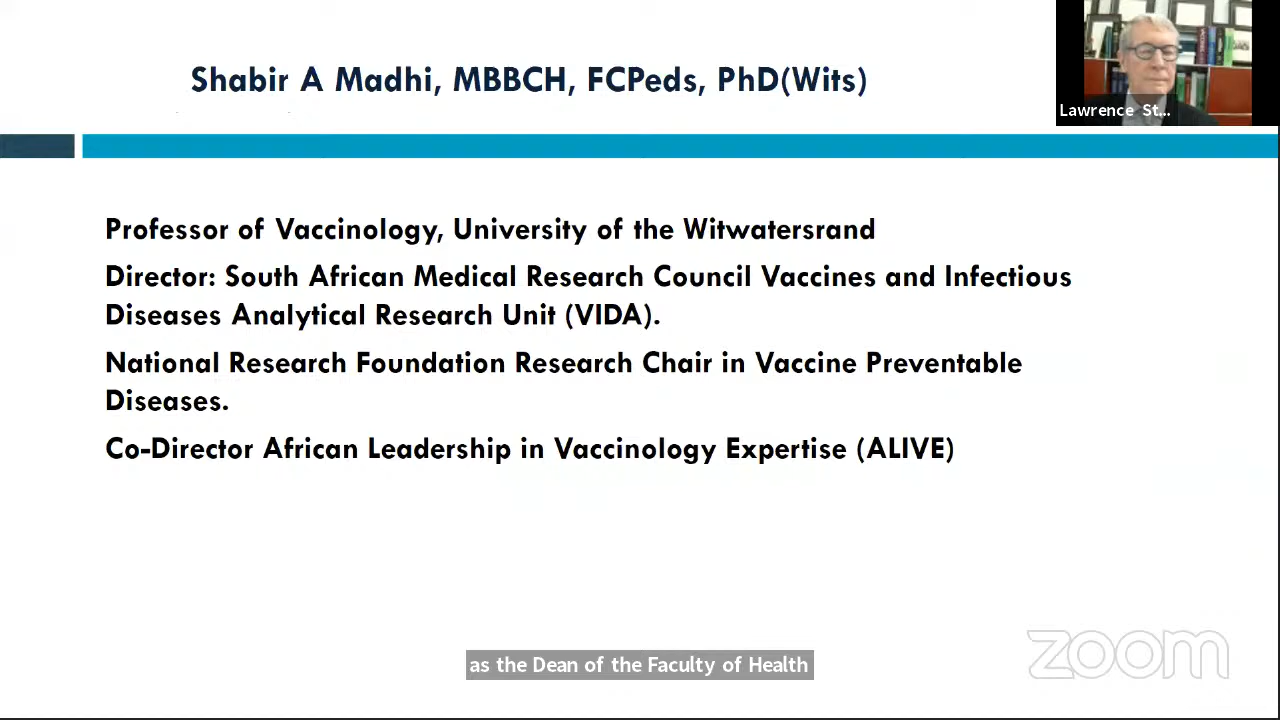 Shabir A Madhi, MBBCH, FCPeds, PhD(Wits)
Lawrence St...
Professor of Vaccinology, University of the Witwatersrand
Director: South African Medical Research Council Vaccines and Infectious
Diseases Analytical Research Unit (VIDA).
National Research Foundation Research Chair in Vaccine Preventable
Diseases.
Co-Director African Leadership in Vaccinology Expertise (ALIVE)
as the Dean of the Faculty of Health
zoom